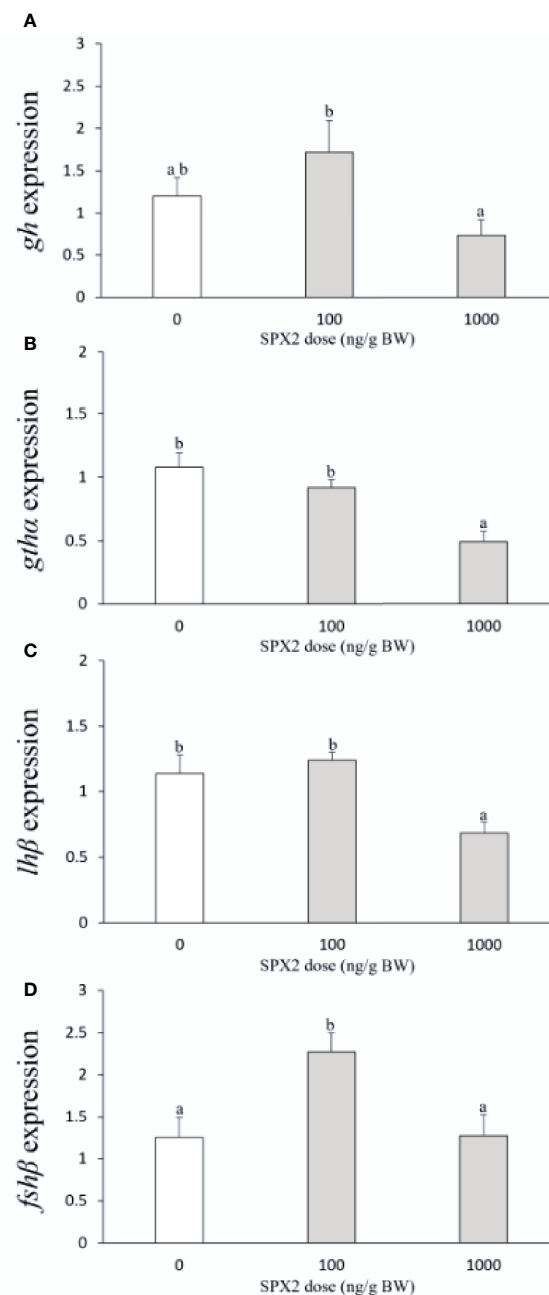 A
gh expression
3
2.5
2
1.5
1
0.5
0
a b
b
a
0 100 1000
SPX2 dose (ng/g BW)
B
gthα expression
2
1.5
1
0.5
0
b
b
a
0 100 1000
SPX2 dose (ng/g BW)
C
lhβ expression
2
1.5
1
0.5
0
b
b
a
0 100 1000
SPX2 dose (ng/g BW)
D
fshβ expression
3
2.5
2
1.5
1
0.5
0
a
b
a
0 100 1000
SPX2 dose (ng/g BW)